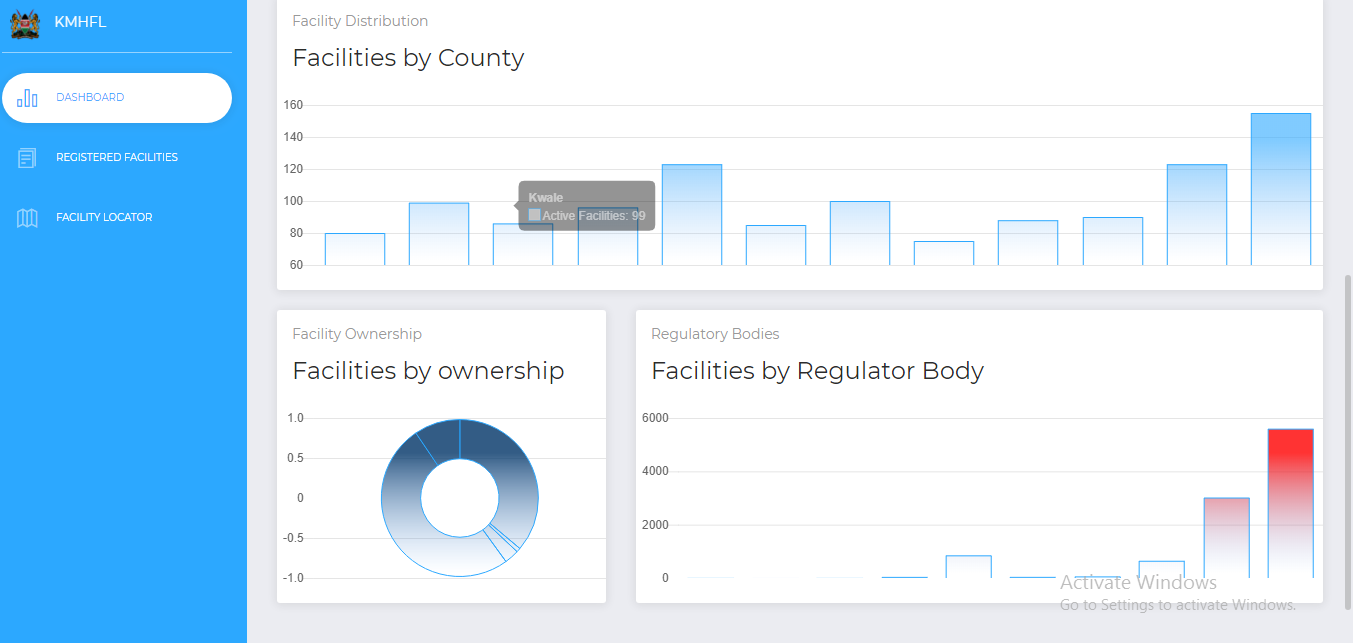 KMHFL
DASHBOARD
REGISTERED FACILITIES
FACILITY LOCATOR
Facility Distribution
Facilities by County
160
140
120
100
80
60
Kwale
Active Facilities: 99
Facility Ownership
Facilities by ownership
1.0
0.5
0
-0.5
-1.0
Regulatory Bodies
Facilities by Regulator Body
6000
4000
2000
0
Activate Windows
Go to Settings to activate Windows.